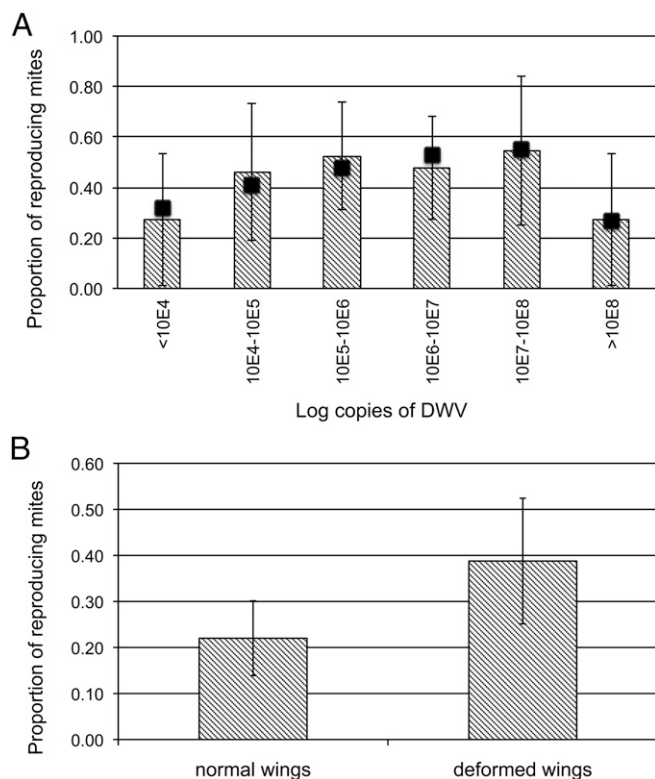 A
Proportion of reproducing mites
1.00
0.80
0.60
0.40
0.20
0.00
<10E4
10E4-10E5
10E5-10E6
10E6-10E7
10E7-10E8
>10E8
Log copies of DWV
B
Proportion of reproducing mites
0.60
0.50
0.40
0.30
0.20
0.10
0.00
normal wings
deformed wings